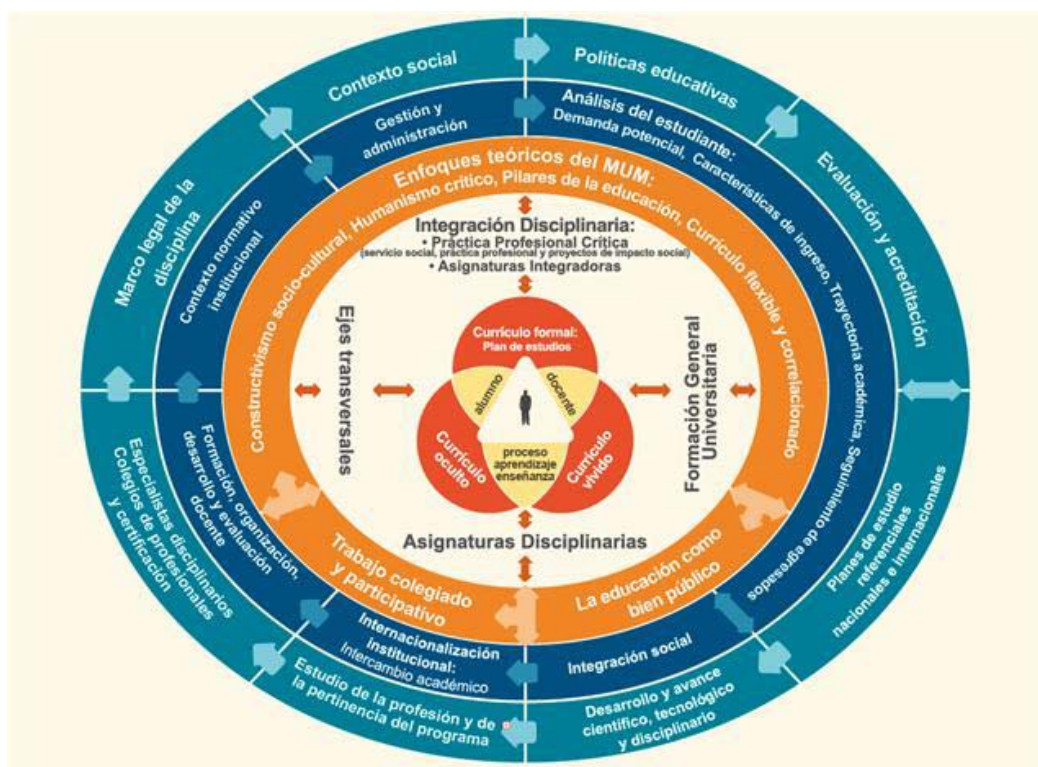 Contexto social
Políticas educativas
Evaluación y acreditación
Planes de estudio
referenciales
nacionales e internacionales
Desarrollo y avance
científico, tecnológico
y disciplinario
Estudio de la profesión y de
la pertinencia del programa
Especialistas disciplinarios
Colegios de profesionales
y certificación
Marco legal de la
disciplina
Gestión y
administración
Análisis del estudiante:
Demanda potencial, Características de ingreso, Trayectoria académica, Seguimiento de egresados
Integración social
Internacionalización
institucional:
Intercambio académico
Formación, organización,
desarrollo y evaluación
docente
Contexto normativo
institucional
Enfoques teóricos del MUM:
Constructivismo socio-cultural, Humanismo crítico, Pilares de la educación, Currículo flexible y correlacionado
La educación como
bien público
Trabajo colegiado
y participativo
Integración Disciplinaria:
• Práctica Profesional Crítica
(servicio social, práctica profesional y proyectos de impacto social)
• Asignaturas Integradoras
Ejes transversales
Formación General
Universitaria
Asignaturas Disciplinarias
Currículo formal:
Plan de estudios
alumno
docente
proceso
aprendizaje
enseñanza
Currículo
oculto
Currículo
vivido